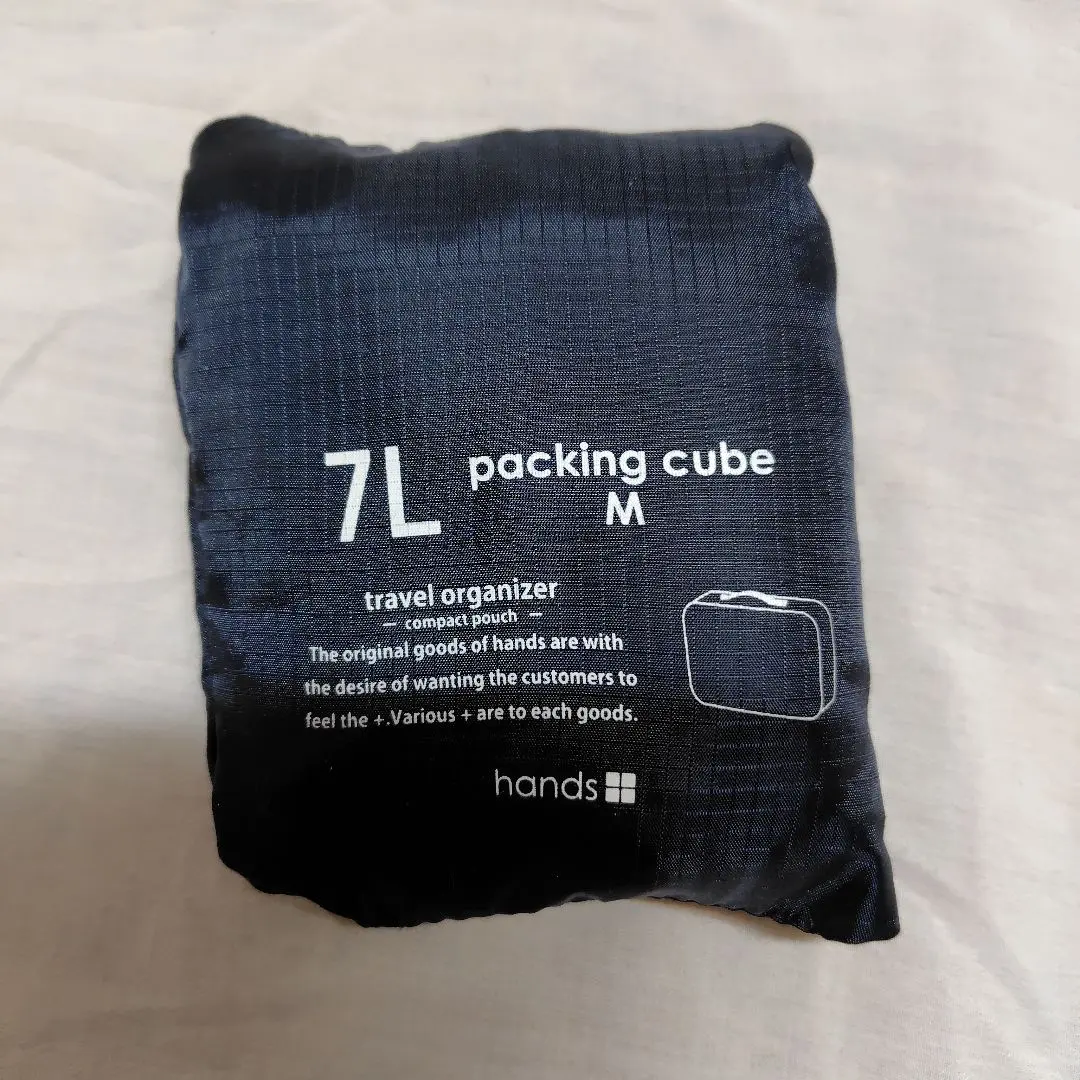 7L packing cube
M
travel organizer
— compact pouch —
The original goods of hands are with
the desire of wanting the customers to
feel the +.Various + are to each goods.
hands